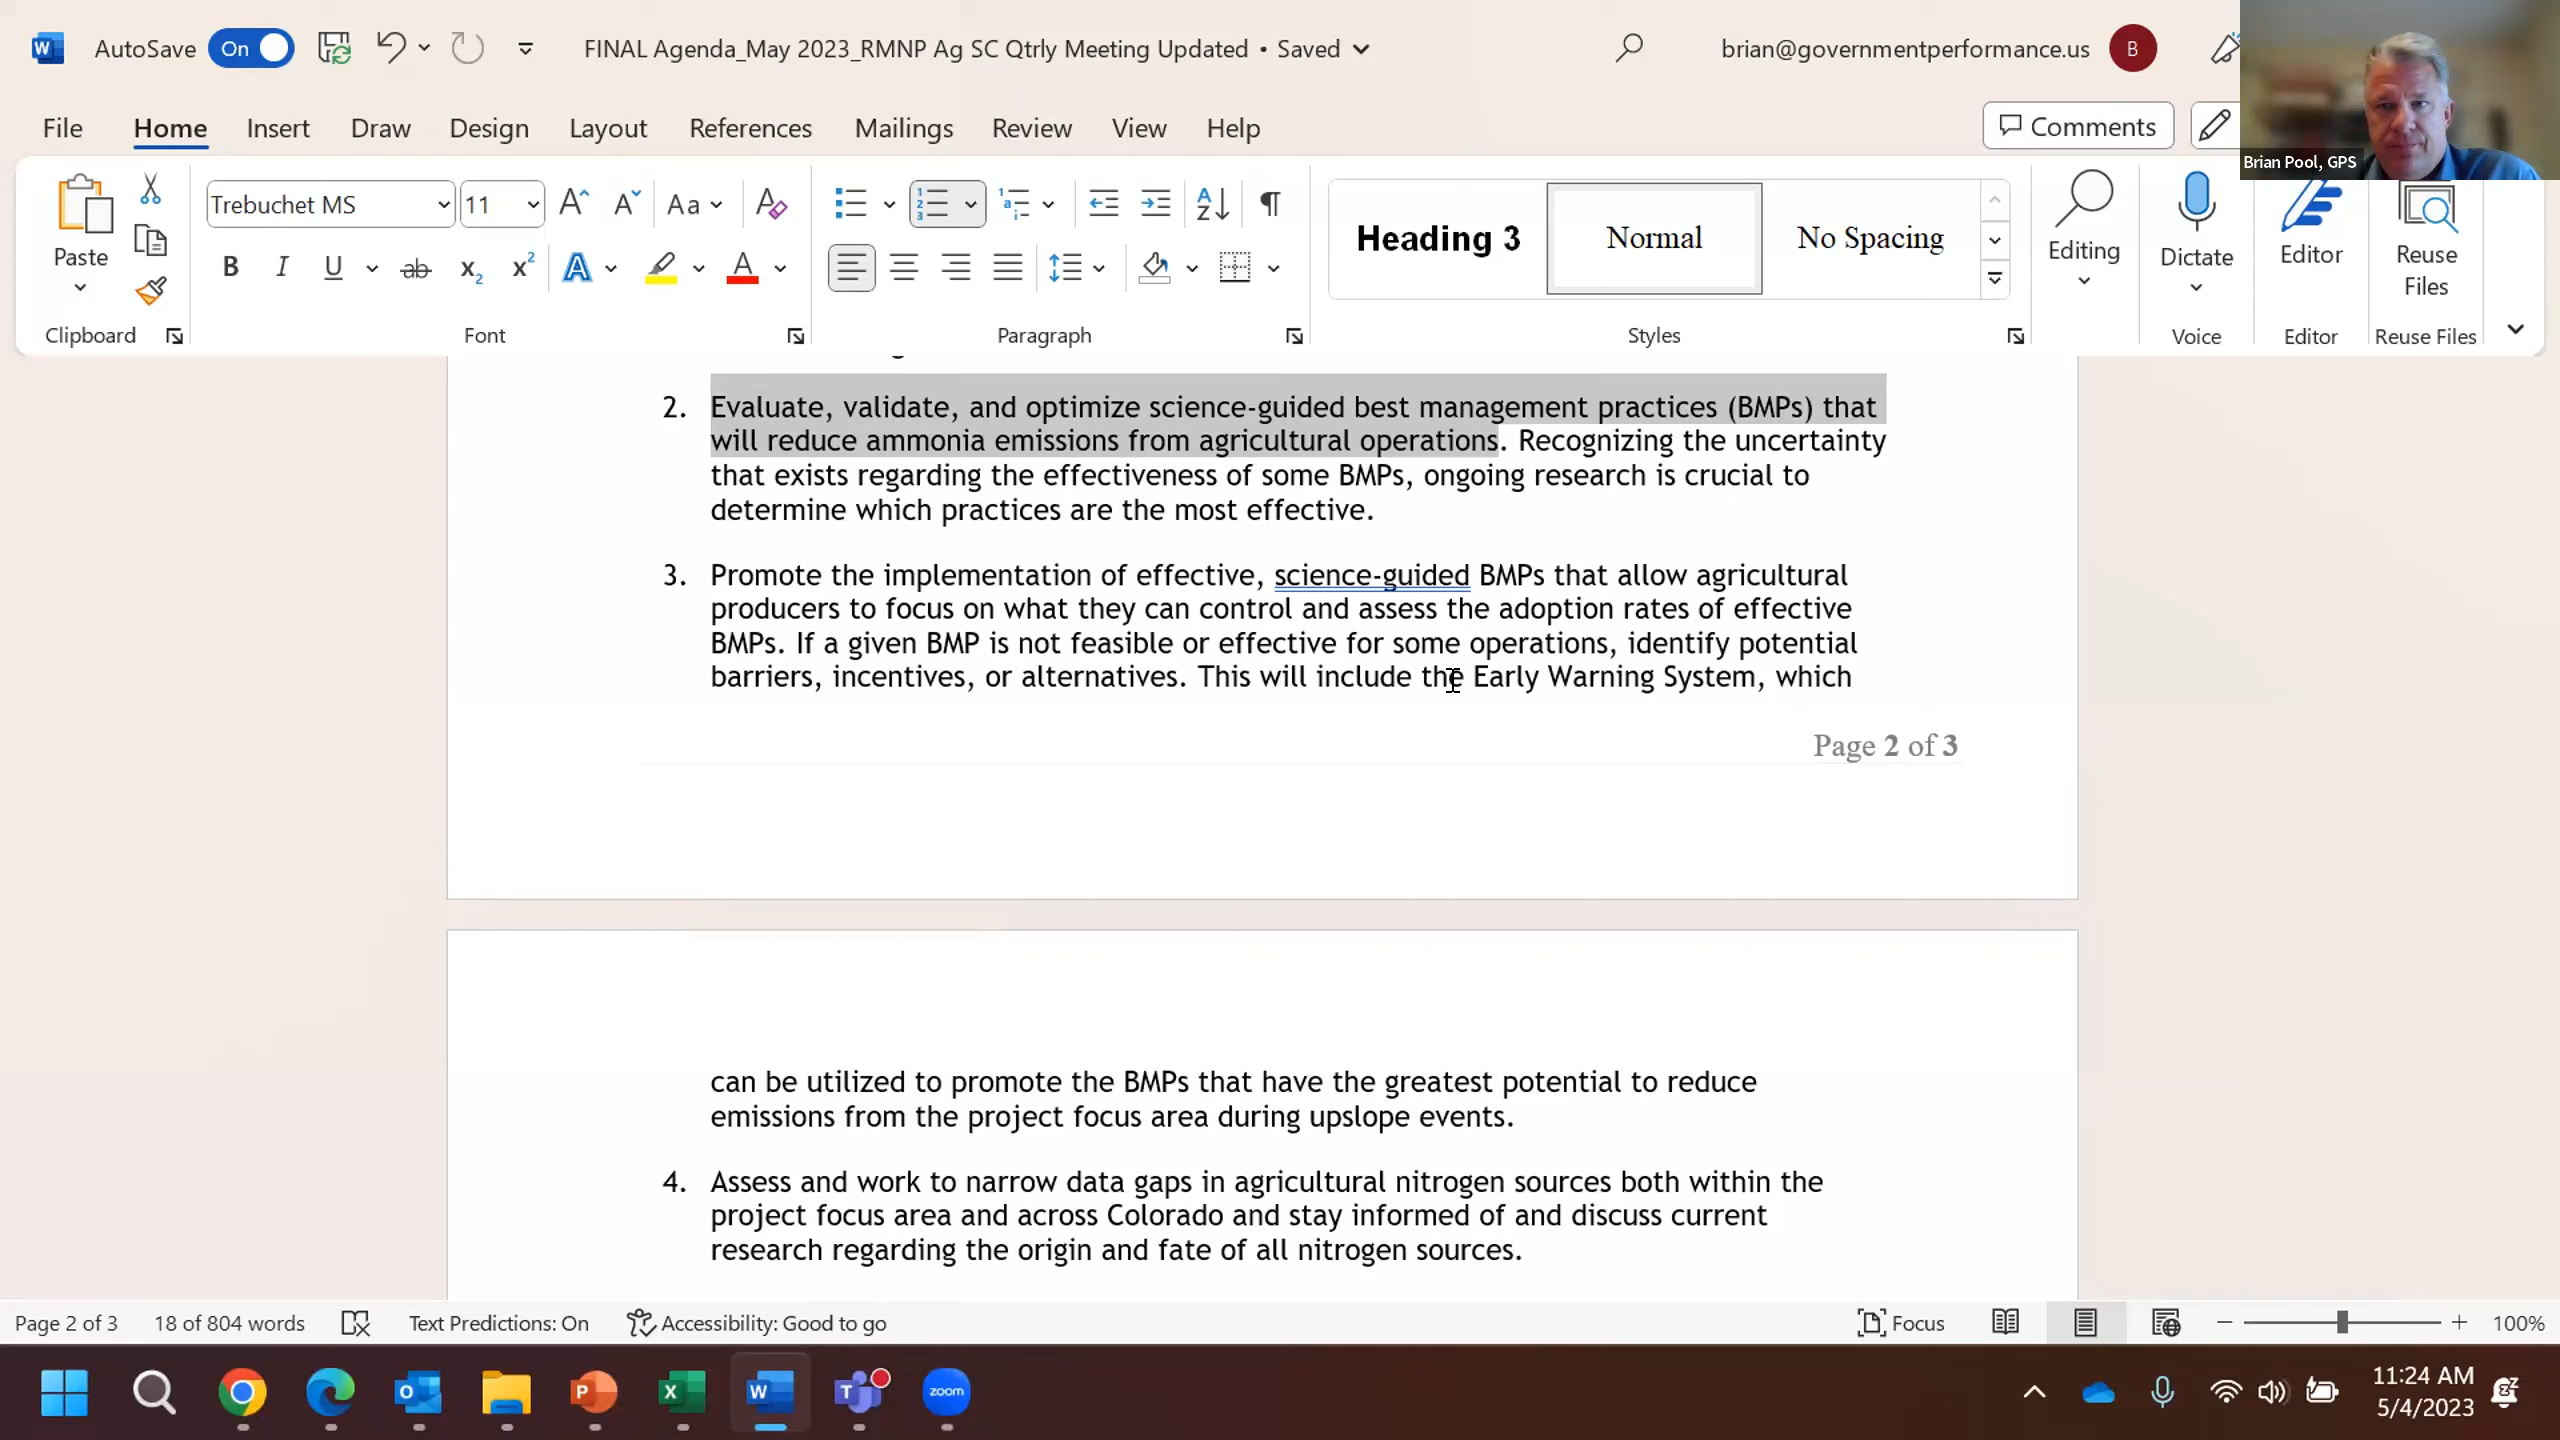 AutoSave On FINAL Agenda_May 2023_RMNP Ag SC Qtrly Meeting Updated • Saved brian@governmentperformance.us B
File Home Insert Draw Design Layout References Mailings Review View Help Comments
Brian Pool, GPS
Paste
Clipboard
Trebuchet MS 11
Font
Paragraph
Heading 3 Normal No Spacing
Styles
Editing
Dictate
Voice
Editor
Editor
Reuse Files
Reuse Files
2. Evaluate, validate, and optimize science-guided best management practices (BMPs) that
will reduce ammonia emissions from agricultural operations. Recognizing the uncertainty
that exists regarding the effectiveness of some BMPs, ongoing research is crucial to
determine which practices are the most effective.
3. Promote the implementation of effective, science-guided BMPs that allow agricultural
producers to focus on what they can control and assess the adoption rates of effective
BMPs. If a given BMP is not feasible or effective for some operations, identify potential
barriers, incentives, or alternatives. This will include the Early Warning System, which
Page 2 of 3
can be utilized to promote the BMPs that have the greatest potential to reduce
emissions from the project focus area during upslope events.
4. Assess and work to narrow data gaps in agricultural nitrogen sources both within the
project focus area and across Colorado and stay informed of and discuss current
research regarding the origin and fate of all nitrogen sources.
Page 2 of 3 18 of 804 words Text Predictions: On Accessibility: Good to go Focus 100%
zoom
11:24 AM
5/4/2023